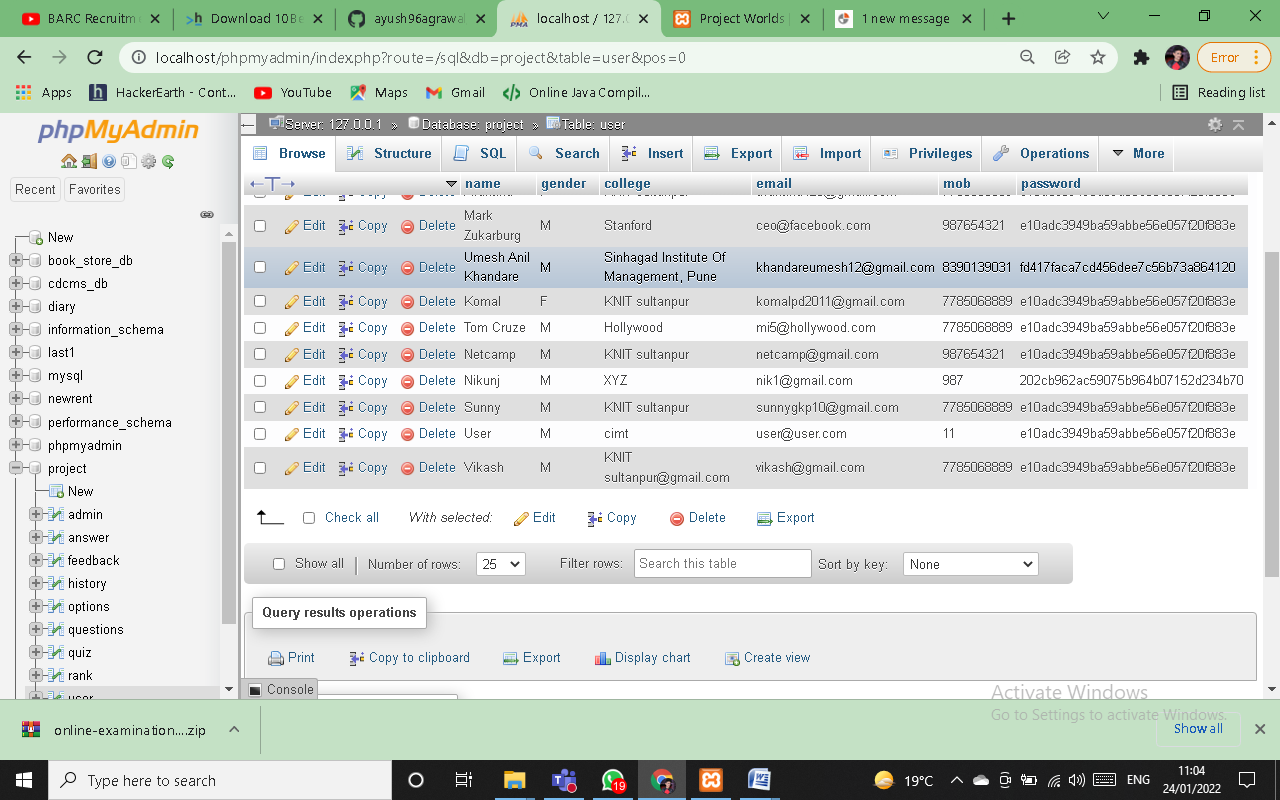 BARC Recruitm
Download 10Be
ayush96agrawa
localhost / 127.0
Project Worlds
1 new message
localhost/phpmyadmin/index.php?route=/sql&db=project&table=user&pos=0
Error
Apps
HackerEarth - Cont...
YouTube
Maps
Gmail
Online Java Compil...
Reading list
phpMyAdmin
Recent
Favorites
New
book_store_db
cdcms_db
diary
information_schema
last1
mysql
newrent
performance_schema
phpmyadmin
project
New
admin
answer
feedback
history
options
questions
quiz
rank
user
Server: 127.0.0.1 » Database: project » Table: user
Browse Structure SQL Search Insert Export Import Privileges Operations More
←T→ name gender college email mob password
Edit Copy Delete Mark Zukarburg M Stanford ceo@facebook.com 987654321 e10adc3949ba59abbe56e057f20f883e
Edit Copy Delete Umesh Anil Khandare M Sinhagad Institute Of Management, Pune khandareumesh12@gmail.com 8390139031 fd417faca7cd456dee7c56b73a864120
Edit Copy Delete Komal F KNIT sultanpur komalpd2011@gmail.com 7785068889 e10adc3949ba59abbe56e057f20f883e
Edit Copy Delete Tom Cruze M Hollywood mi5@hollywood.com 7785068889 e10adc3949ba59abbe56e057f20f883e
Edit Copy Delete Netcamp M KNIT sultanpur netcamp@gmail.com 987654321 e10adc3949ba59abbe56e057f20f883e
Edit Copy Delete Nikunj M XYZ nik1@gmail.com 987 202cb962ac59075b964b07152d234b70
Edit Copy Delete Sunny M KNIT sultanpur sunnygkp10@gmail.com 7785068889 e10adc3949ba59abbe56e057f20f883e
Edit Copy Delete User M cimt user@user.com 11 e10adc3949ba59abbe56e057f20f883e
Edit Copy Delete Vikash M KNIT sultanpur@gmail.com vikash@gmail.com 7785068889 e10adc3949ba59abbe56e057f20f883e
Check all With selected: Edit Copy Delete Export
Show all Number of rows: 25 Filter rows: Search this table Sort by key: None
Query results operations
Print Copy to clipboard Export Display chart Create view
Console
Activate Windows
Go to Settings to activate Windows.
online-examination....zip
Show all
Type here to search
19
19°C
ENG
11:04
24/01/2022